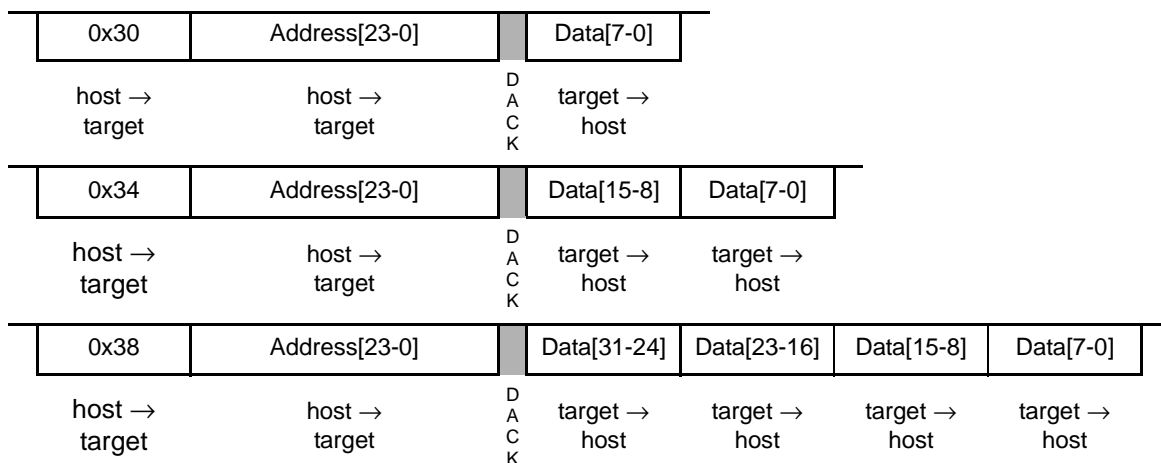 0x30 Address[23-0] Data[7-0]
host → host → D A C K target →
target target host
0x34 Address[23-0] Data[15-8] Data[7-0]
host → host → D A C K target → target →
target target host host
0x38 Address[23-0] Data[31-24] Data[23-16] Data[15-8] Data[7-0]
host → host → D A C K target → target → target → target →
target target host host host host